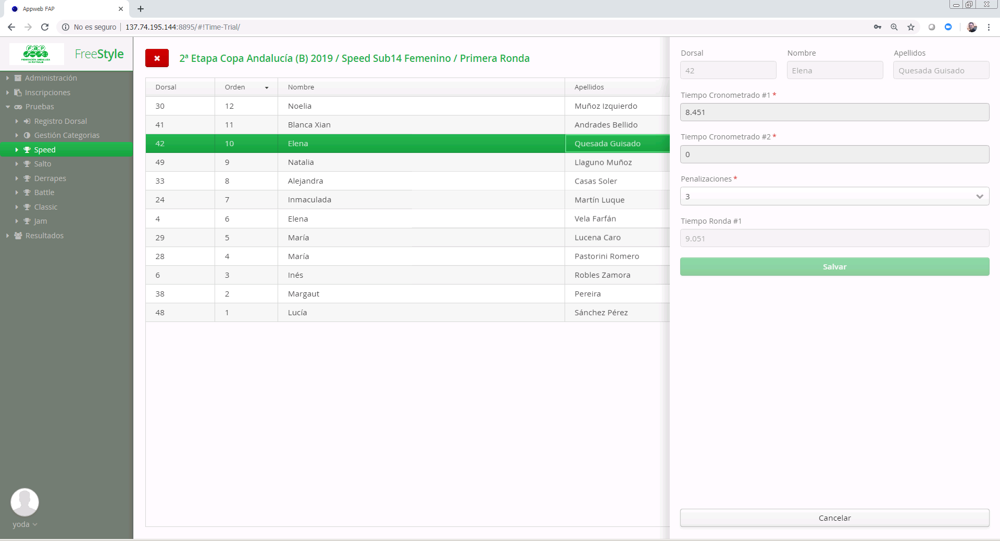 Appweb FAP
No es seguro 137.74.195.144:8895/#!Time-Trial/
FaP
FEDERACIÓN ANDALUZA
DE PATINAJE
FreeStyle
Administración
Inscripciones
Pruebas
Registro Dorsal
Gestión Categorias
Speed
Salto
Derrapes
Battle
Classic
Jam
Resultados
yoda
2ª Etapa Copa Andalucía (B) 2019 / Speed Sub14 Femenino / Primera Ronda
Dorsal Orden Nombre Apellidos
30 12 Noelia Muñoz Izquierdo
41 11 Blanca Xian Andrades Bellido
42 10 Elena Quesada Guisado
49 9 Natalia Llaguno Muñoz
33 8 Alejandra Casas Soler
24 7 Inmaculada Martín Luque
4 6 Elena Vela Farfán
29 5 María Lucena Caro
28 4 María Pastorini Romero
6 3 Inés Robles Zamora
38 2 Margaut Pereira
48 1 Lucía Sánchez Pérez
Dorsal Nombre Apellidos
42 Elena Quesada Guisado
Tiempo Cronometrado #1 *
8.451
Tiempo Cronometrado #2 *
0
Penalizaciones *
3
Tiempo Ronda #1
9.051
Salvar
Cancelar